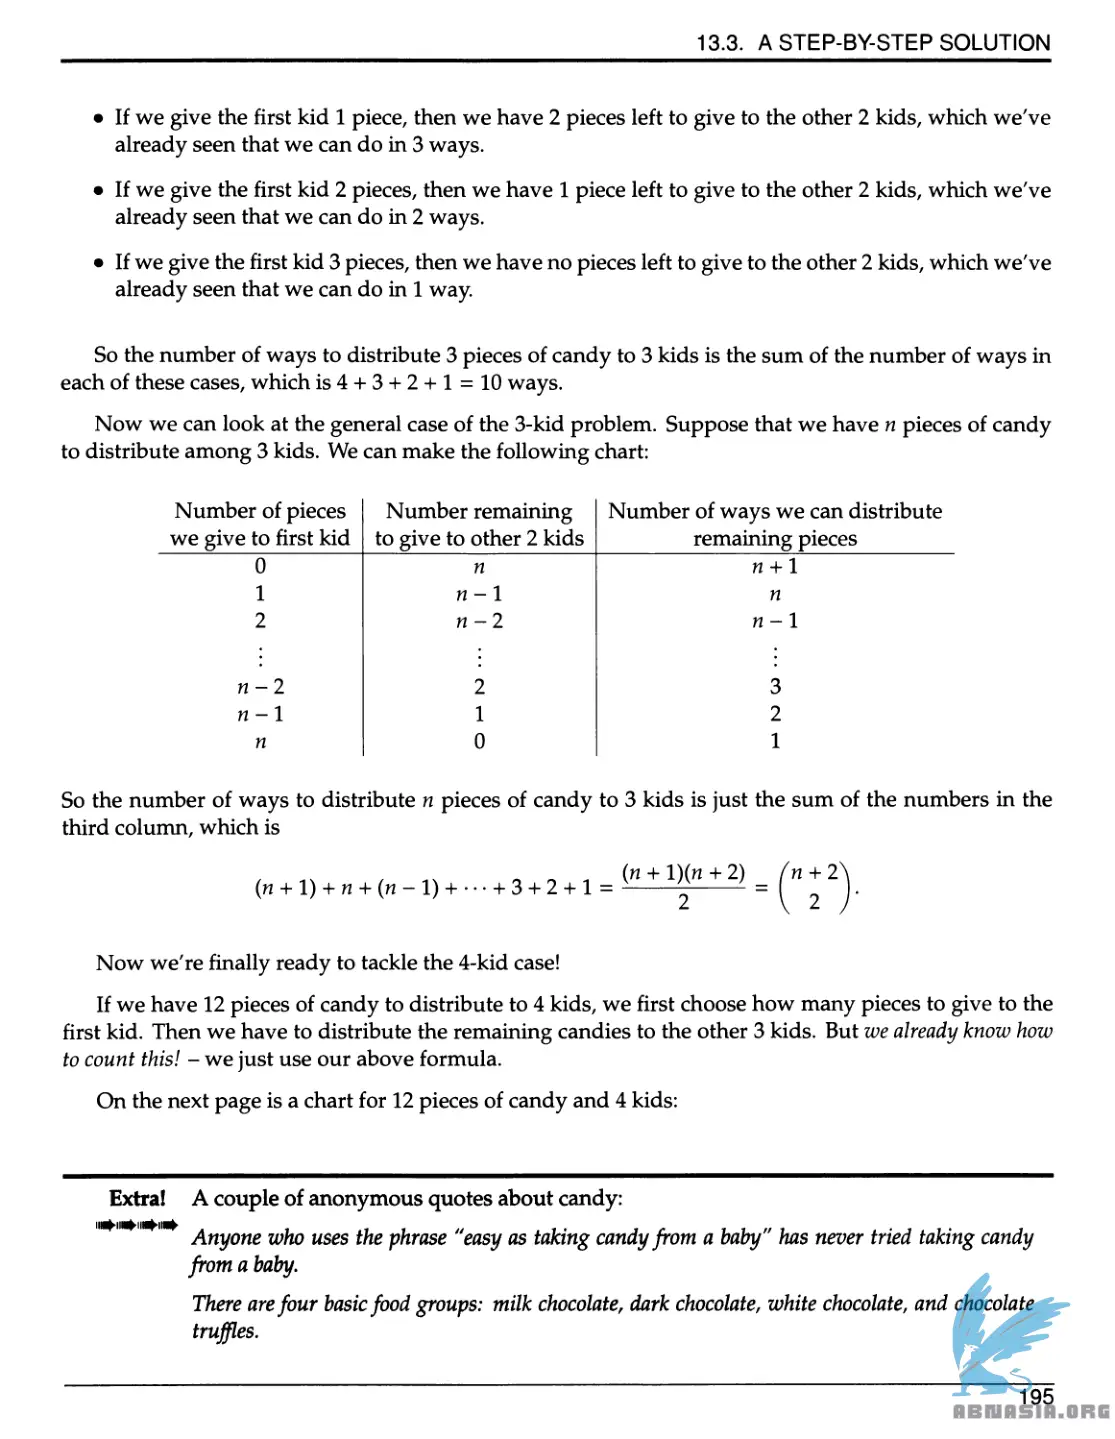 13.3. A STEP-BY-STEP SOLUTION
• If we give the first kid 1 piece, then we have 2 pieces left to give to the other 2 kids, which we've
already seen that we can do in 3 ways.
• If we give the first kid 2 pieces, then we have 1 piece left to give to the other 2 kids, which we've
already seen that we can do in 2 ways.
• If we give the first kid 3 pieces, then we have no pieces left to give to the other 2 kids, which we've
already seen that we can do in 1 way.
So the number of ways to distribute 3 pieces of candy to 3 kids is the sum of the number of ways in
each of these cases, which is 4 + 3 + 2 + 1 = 10 ways.
Now we can look at the general case of the 3-kid problem. Suppose that we have n pieces of candy
to distribute among 3 kids. We can make the following chart:
Number of pieces | Number remaining | Number of ways we can distribute
we give to first kid | to give to other 2 kids | remaining pieces
0 | n | n + 1
1 | n − 1 | n
2 | n − 2 | n − 1
⋮ | ⋮ | ⋮
n − 2 | 2 | 3
n − 1 | 1 | 2
n | 0 | 1
So the number of ways to distribute n pieces of candy to 3 kids is just the sum of the numbers in the
third column, which is
(n + 1) + n + (n − 1) + ··· + 3 + 2 + 1 = (n + 1)(n + 2)/2 = (n + 2 2).
Now we're finally ready to tackle the 4-kid case!
If we have 12 pieces of candy to distribute to 4 kids, we first choose how many pieces to give to the
first kid. Then we have to distribute the remaining candies to the other 3 kids. But we already know how
to count this! – we just use our above formula.
On the next page is a chart for 12 pieces of candy and 4 kids:
Extra! A couple of anonymous quotes about candy:
Anyone who uses the phrase "easy as taking candy from a baby" has never tried taking candy
from a baby.
There are four basic food groups: milk chocolate, dark chocolate, white chocolate, and chocolate
truffles.
195
ABNASIA.ORG